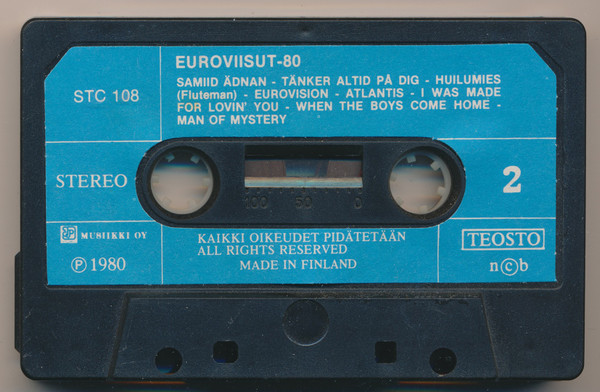 EUROVIISUT-80
STC 108
SAMIID ÄDNAN - TÄNKER ALTID PÅ DIG - HUILUMIES
(Fluteman) - EUROVISION - ATLANTIS - I WAS MADE
FOR LOVIN' YOU - WHEN THE BOYS COME HOME -
MAN OF MYSTERY
STEREO
2
100 50 0
MUSIIKKI OY
KAIKKI OIKEUDET PIDÄTETÄÄN
ALL RIGHTS RESERVED
MADE IN FINLAND
TEOSTO
Ⓟ 1980
n©b